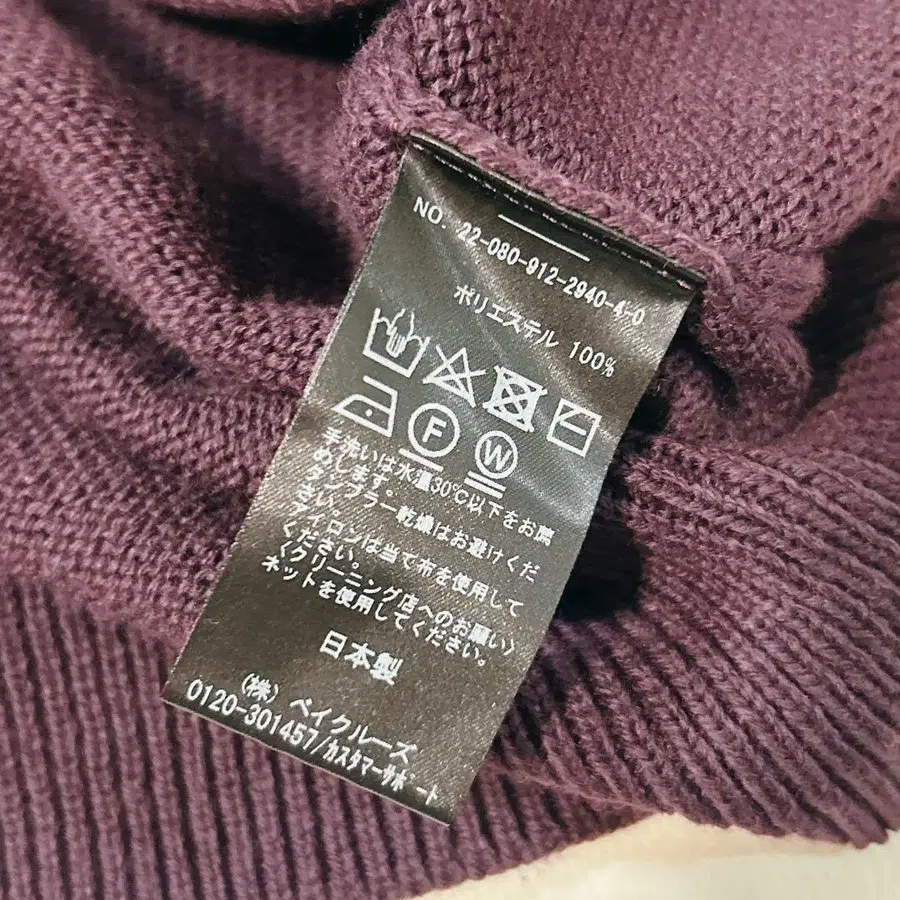 NO. 22-080-912-2940-4-0
ポリエステル 100%
F
W
手洗いは水温30℃以下をお薦
めします。
タンブラー乾燥はお避けくだ
さい。
アイロンは当て布を使用して
ください。
〈クリーニング店へのお願い〉
ネットを使用してください。
日本製
(株) ベイクルーズ
0120-301457/カスタマーサポート